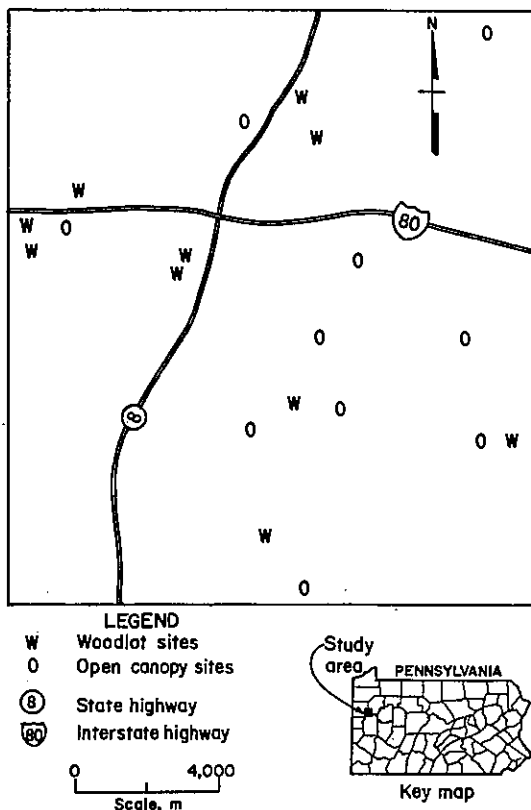 N
O
W
O
W
W
80
W
O
W
O
W
W
O
O
W
O
O
8
O
W
W
O
LEGEND
W Woodlot sites
O Open canopy sites
8 State highway
80 Interstate highway
0 4,000
Scale, m
Study area
PENNSYLVANIA
Key map